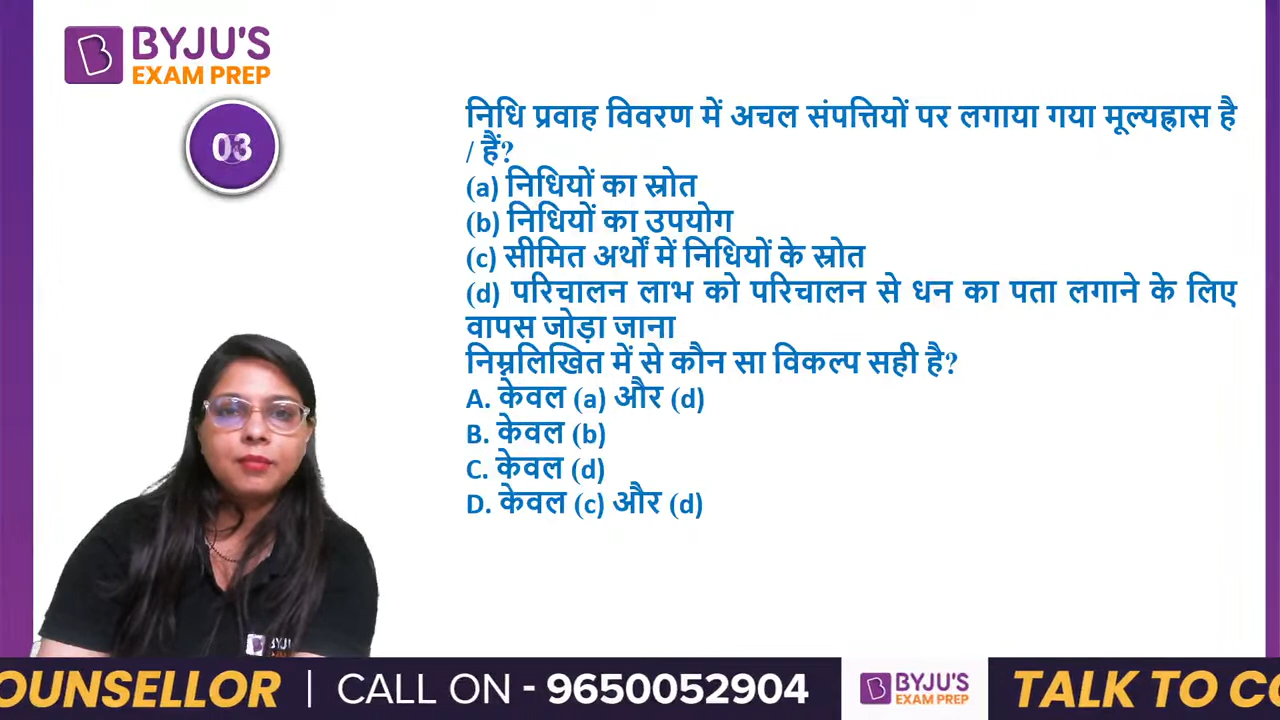 BYJU'S
EXAM PREP
03
निधि प्रवाह विवरण में अचल संपत्तियों पर लगाया गया मूल्यह्रास है
/ हैं?
(a) निधियों का स्रोत
(b) निधियों का उपयोग
(c) सीमित अर्थों में निधियों के स्रोत
(d) परिचालन लाभ को परिचालन से धन का पता लगाने के लिए
वापस जोड़ा जाना
निम्नलिखित में से कौन सा विकल्प सही है?
A. केवल (a) और (d)
B. केवल (b)
C. केवल (d)
D. केवल (c) और (d)
OUNSELLOR | CALL ON - 9650052904 BYJU'S EXAM PREP TALK TO CO